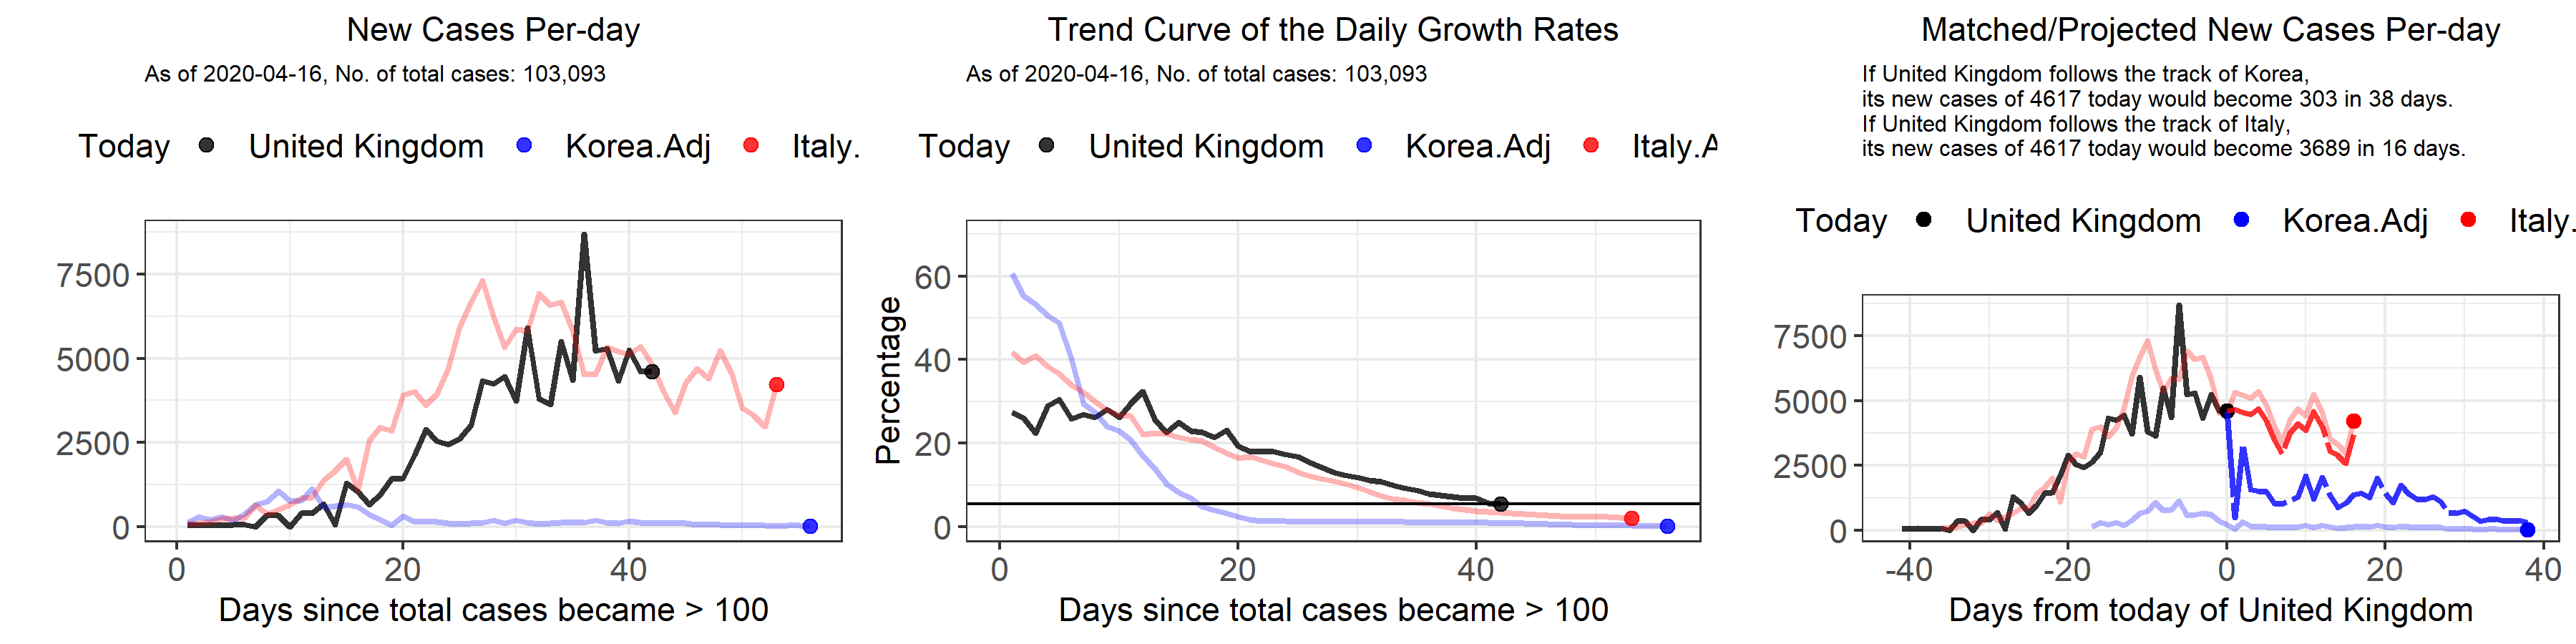 New Cases Per-day
As of 2020-04-16, No. of total cases: 103,093
Today United Kingdom Korea.Adj Italy.
7500
5000
2500
0
0 20 40
Days since total cases became > 100
Trend Curve of the Daily Growth Rates
As of 2020-04-16, No. of total cases: 103,093
Today United Kingdom Korea.Adj Italy.A
Percentage
60
40
20
0
0 20 40
Days since total cases became > 100
Matched/Projected New Cases Per-day
If United Kingdom follows the track of Korea,
its new cases of 4617 today would become 303 in 38 days.
If United Kingdom follows the track of Italy,
its new cases of 4617 today would become 3689 in 16 days.
Today United Kingdom Korea.Adj Italy.
7500
5000
2500
0
-40 -20 0 20 40
Days from today of United Kingdom